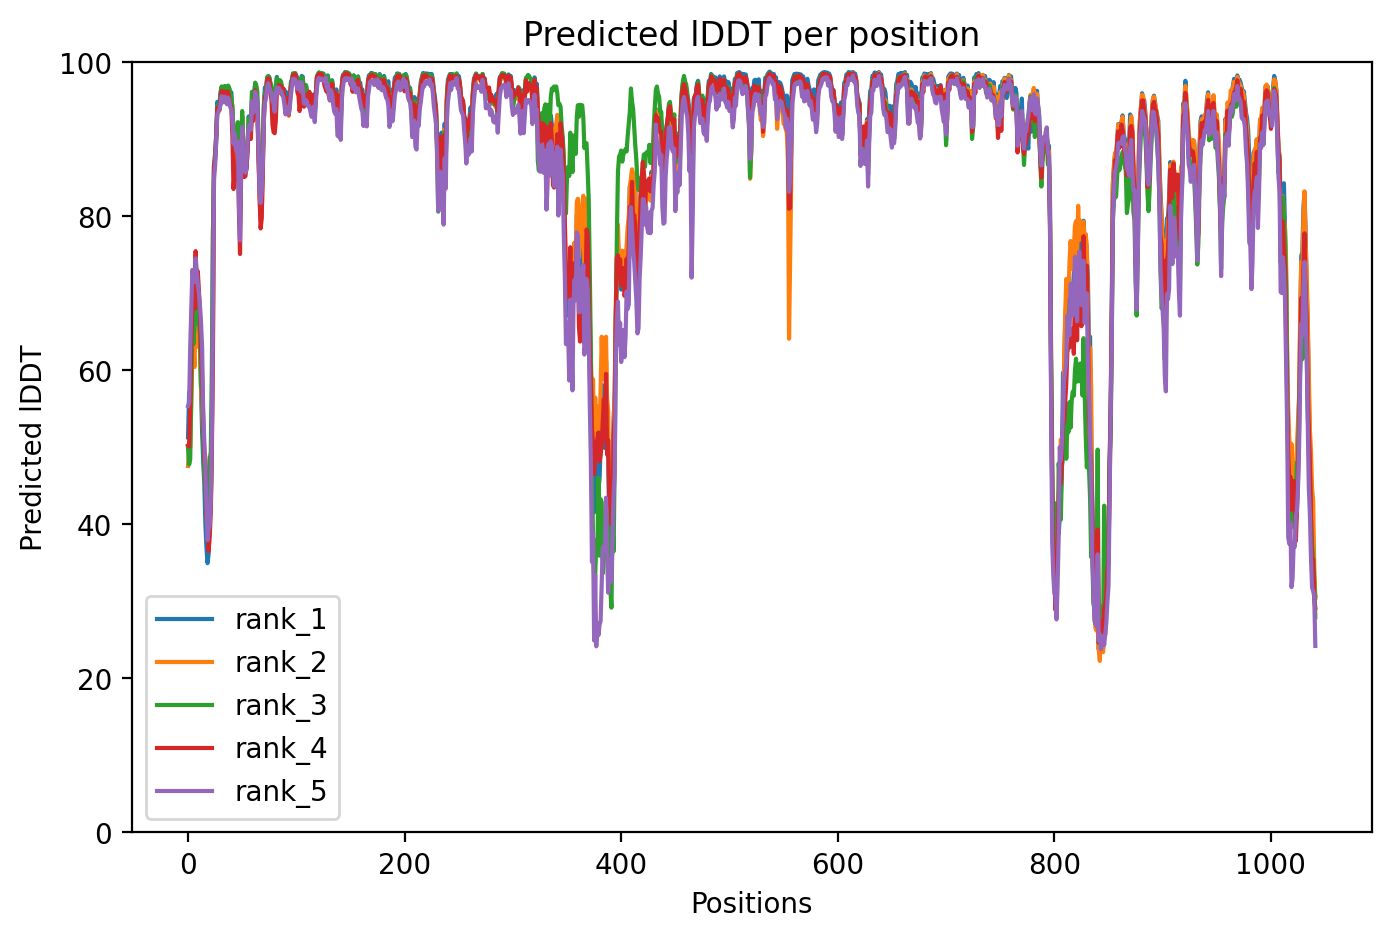 Predicted lDDT per position
100
80
60
40
20
0
Predicted lDDT
rank_1
rank_2
rank_3
rank_4
rank_5
0 200 400 600 800 1000
Positions